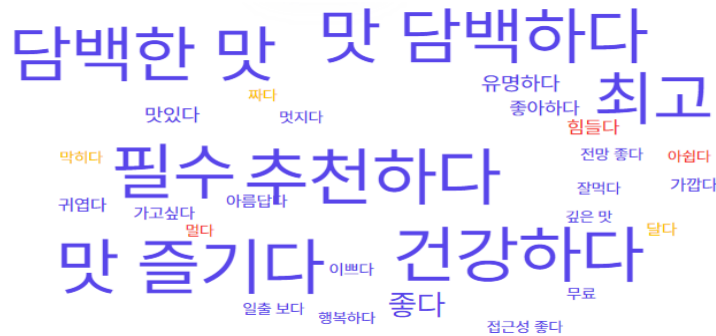 담백한 맛
맛 담백하다
유명하다
최고
짜다
맛있다
멋지다
좋아하다
힘들다
막히다
필수
추천하다
전망 좋다
아쉽다
귀엽다
가고싶다
아름답다
잘먹다
가깝다
멀다
깊은 맛
달다
맛 즐기다
이쁘다
건강하다
일출 보다
행복하다
좋다
무료
접근성 좋다